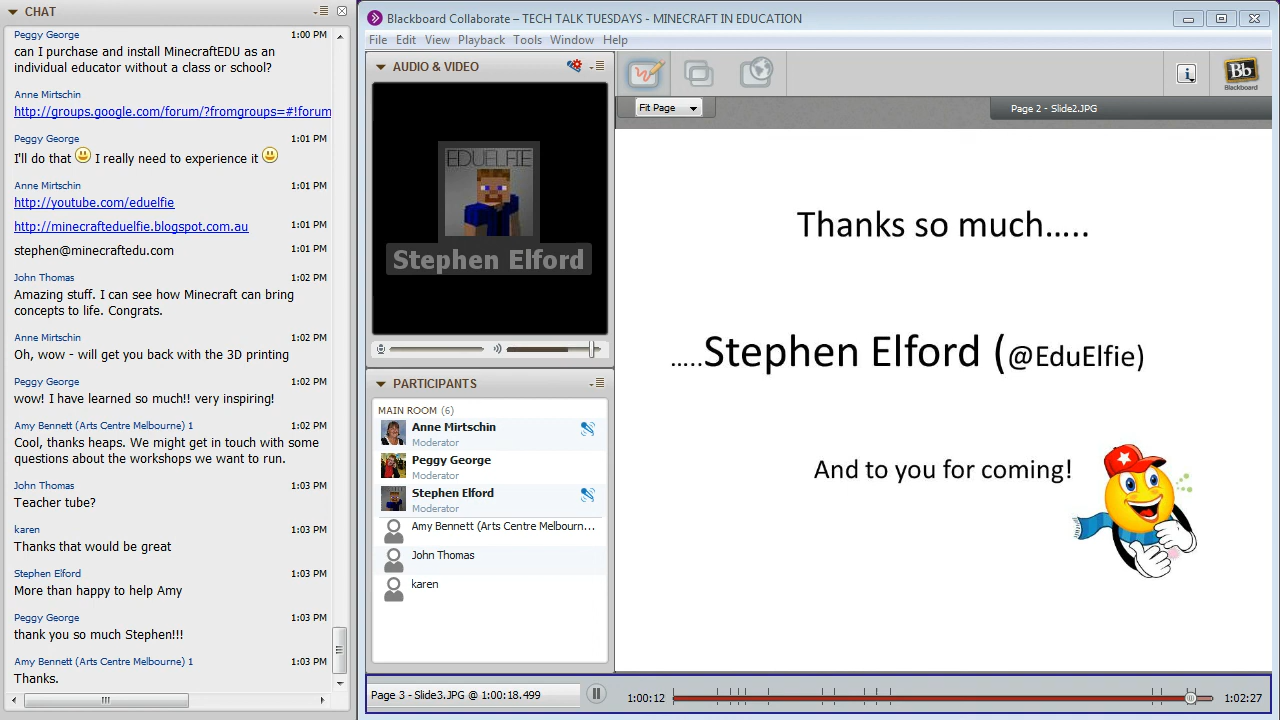 CHAT
Peggy George 1:00 PM
can I purchase and install MinecraftEDU as an
individual educator without a class or school?
Anne Mirtschin 1:01 PM
http://groups.google.com/forum/?fromgroups=#!forum
Peggy George 1:01 PM
I'll do that I really need to experience it
Anne Mirtschin 1:01 PM
http://youtube.com/eduelfie
http://minecrafteduelfie.blogspot.com.au 1:01 PM
stephen@minecraftedu.com 1:01 PM
John Thomas 1:02 PM
Amazing stuff. I can see how Minecraft can bring
concepts to life. Congrats.
Anne Mirtschin 1:02 PM
Oh, wow - will get you back with the 3D printing
Peggy George 1:02 PM
wow! I have learned so much!! very inspiring!
Amy Bennett (Arts Centre Melbourne) 1 1:02 PM
Cool, thanks heaps. We might get in touch with some
questions about the workshops we want to run.
John Thomas 1:03 PM
Teacher tube?
karen 1:03 PM
Thanks that would be great
Stephen Elford 1:03 PM
More than happy to help Amy
Peggy George 1:03 PM
thank you so much Stephen!!!
Amy Bennett (Arts Centre Melbourne) 1 1:03 PM
Thanks.
Blackboard Collaborate – TECH TALK TUESDAYS - MINECRAFT IN EDUCATION
File Edit View Playback Tools Window Help
AUDIO & VIDEO
EDUELFIE
Stephen Elford
PARTICIPANTS
MAIN ROOM (6)
Anne Mirtschin
Moderator
Peggy George
Moderator
Stephen Elford
Moderator
Amy Bennett (Arts Centre Melbourn...
John Thomas
karen
Bb
Blackboard
Fit Page
Page 2 - Slide2.JPG
Thanks so much.....
.....Stephen Elford (@EduElfie)
And to you for coming!
Page 3 - Slide3.JPG @ 1:00:18.499
1:00:12
1:02:27